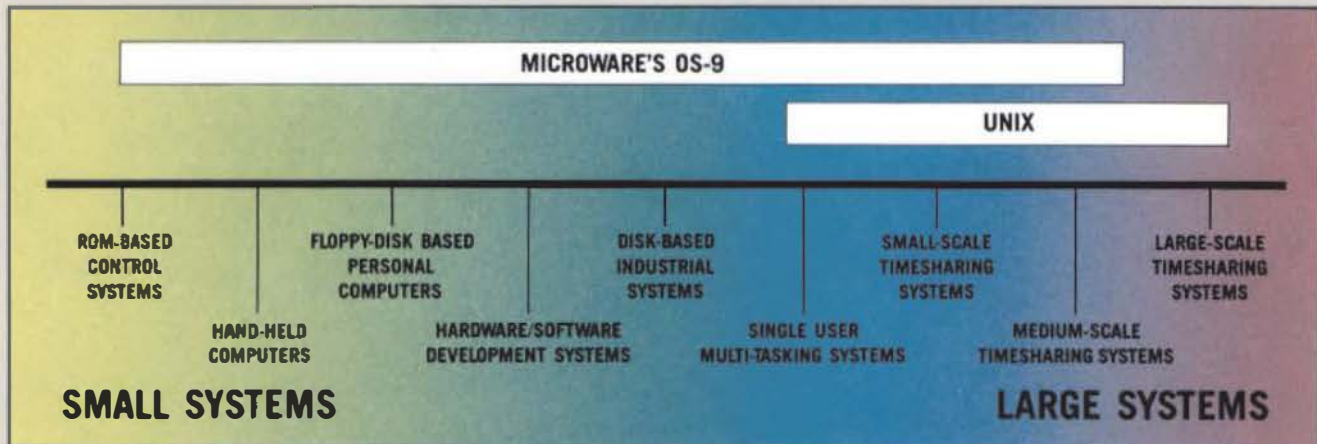 MICROWARE'S OS-9
UNIX
ROM-BASED
CONTROL
SYSTEMS
HAND-HELD
COMPUTERS
FLOPPY-DISK BASED
PERSONAL
COMPUTERS
HARDWARE/SOFTWARE
DEVELOPMENT SYSTEMS
DISK-BASED
INDUSTRIAL
SYSTEMS
SINGLE USER
MULTI-TASKING SYSTEMS
SMALL-SCALE
TIMESHARING
SYSTEMS
MEDIUM-SCALE
TIMESHARING SYSTEMS
LARGE-SCALE
TIMESHARING
SYSTEMS
SMALL SYSTEMS
LARGE SYSTEMS